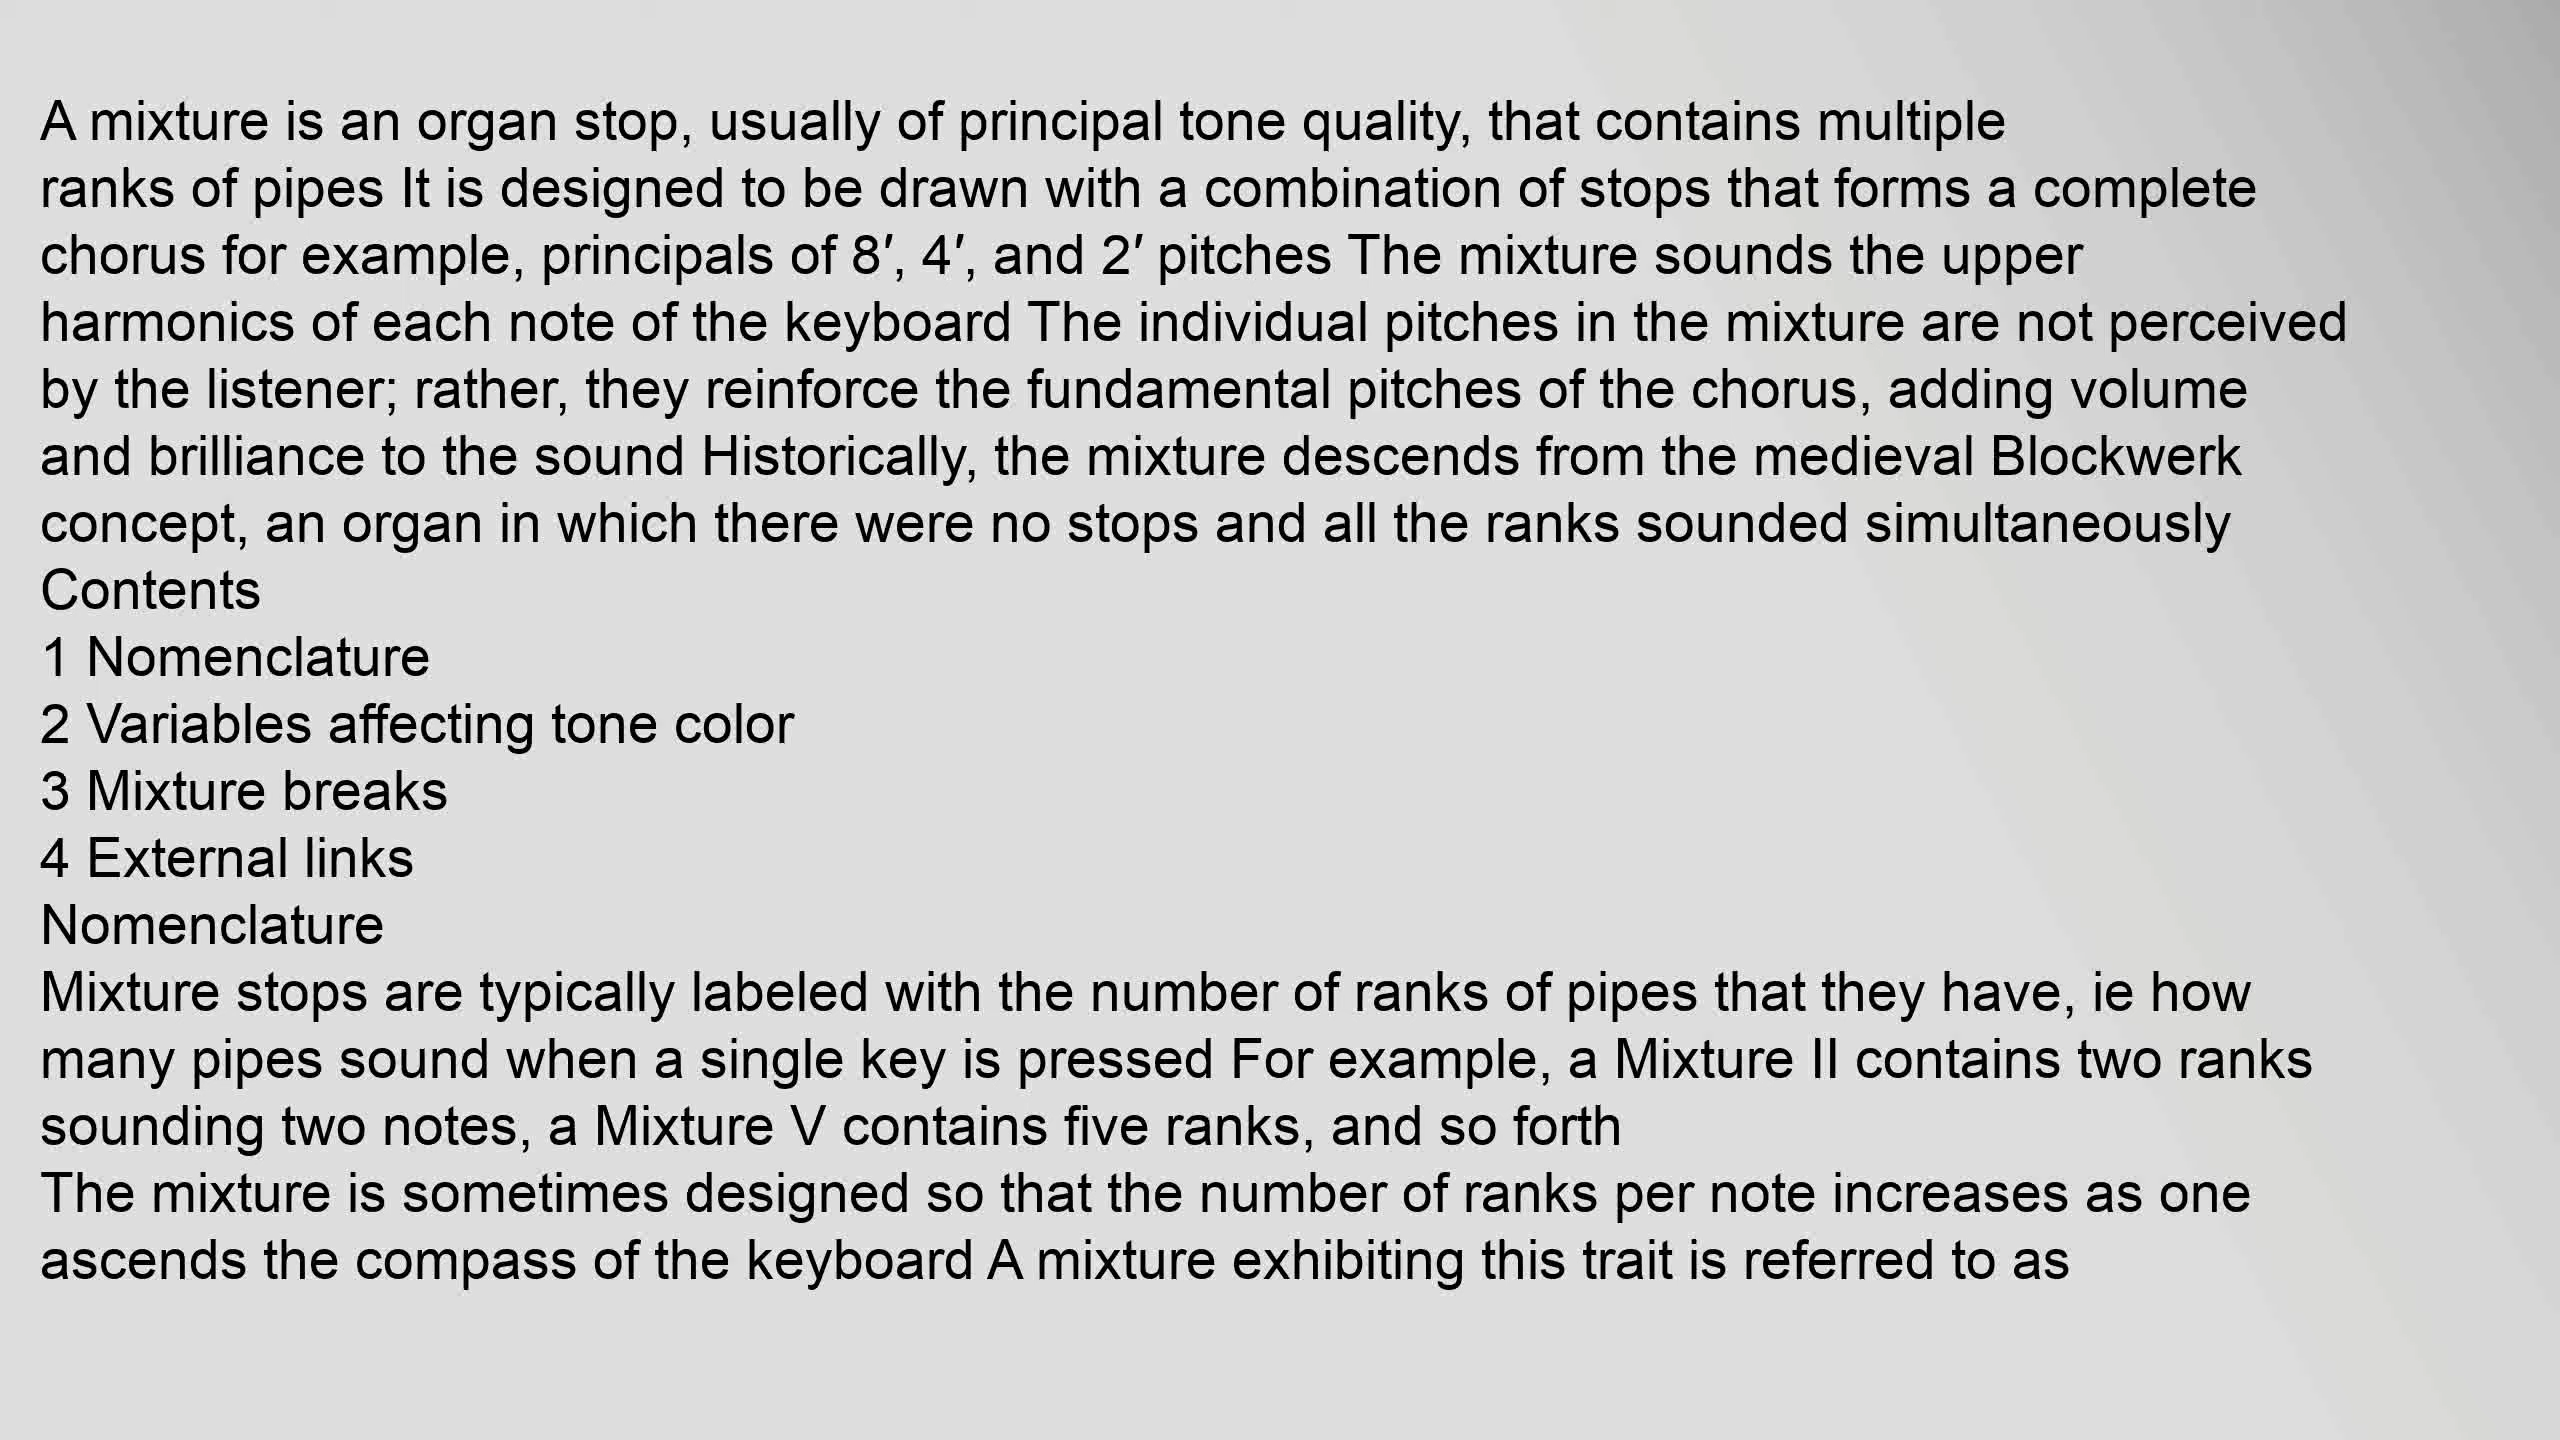 A mixture is an organ stop, usually of principal tone quality, that contains multiple
ranks of pipes It is designed to be drawn with a combination of stops that forms a complete
chorus for example, principals of 8′, 4′, and 2′ pitches The mixture sounds the upper
harmonics of each note of the keyboard The individual pitches in the mixture are not perceived
by the listener; rather, they reinforce the fundamental pitches of the chorus, adding volume
and brilliance to the sound Historically, the mixture descends from the medieval Blockwerk
concept, an organ in which there were no stops and all the ranks sounded simultaneously
Contents
1 Nomenclature
2 Variables affecting tone color
3 Mixture breaks
4 External links
Nomenclature
Mixture stops are typically labeled with the number of ranks of pipes that they have, ie how
many pipes sound when a single key is pressed For example, a Mixture II contains two ranks
sounding two notes, a Mixture V contains five ranks, and so forth
The mixture is sometimes designed so that the number of ranks per note increases as one
ascends the compass of the keyboard A mixture exhibiting this trait is referred to as